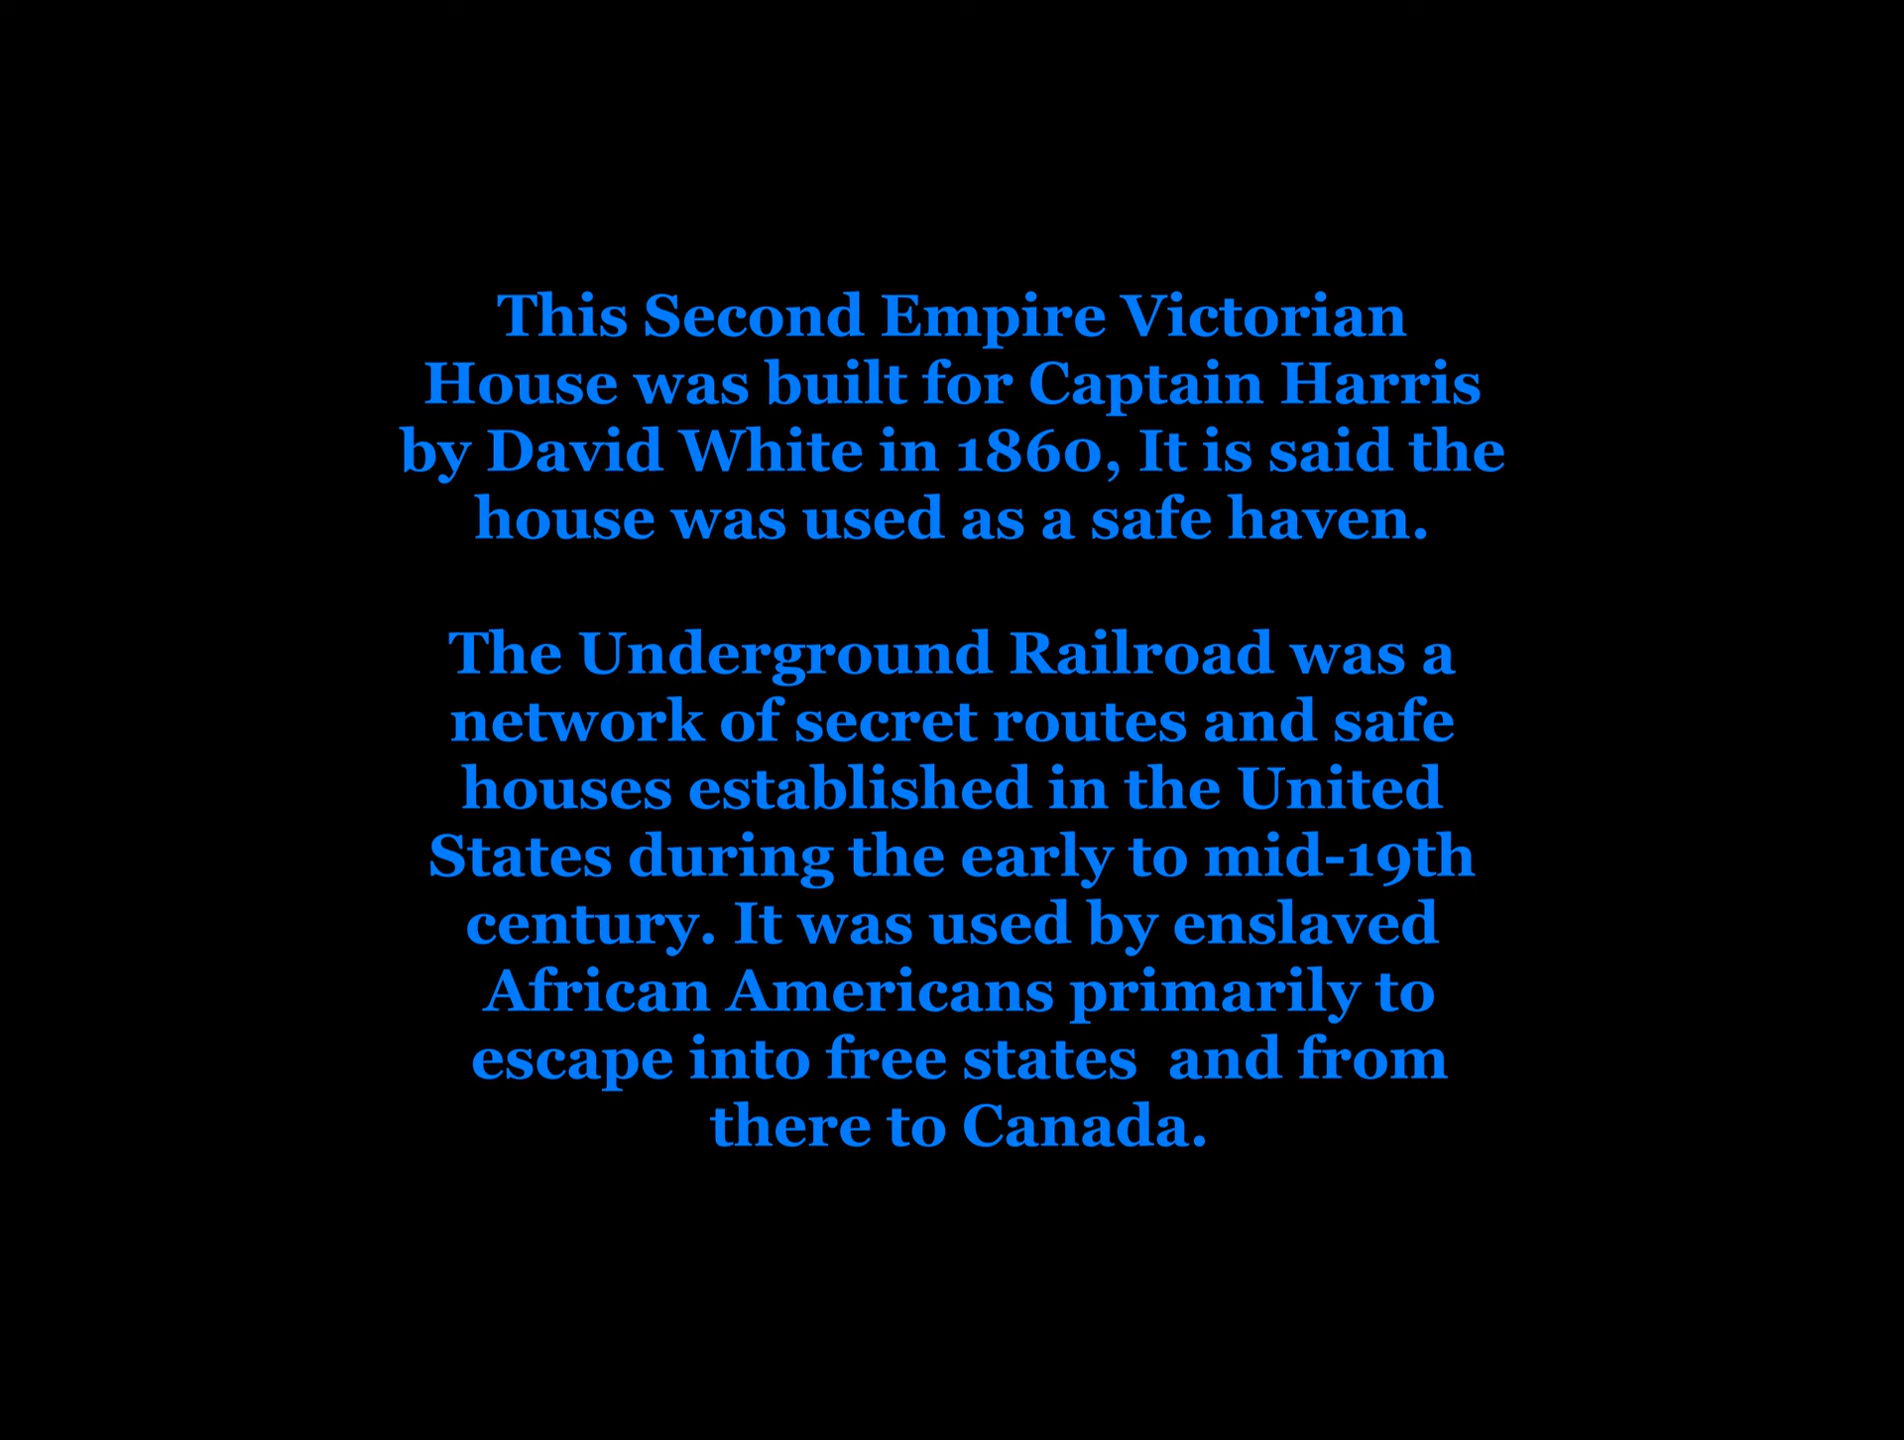 This Second Empire Victorian
House was built for Captain Harris
by David White in 1860, It is said the
house was used as a safe haven.
The Underground Railroad was a
network of secret routes and safe
houses established in the United
States during the early to mid-19th
century. It was used by enslaved
African Americans primarily to
escape into free states  and from
there to Canada.